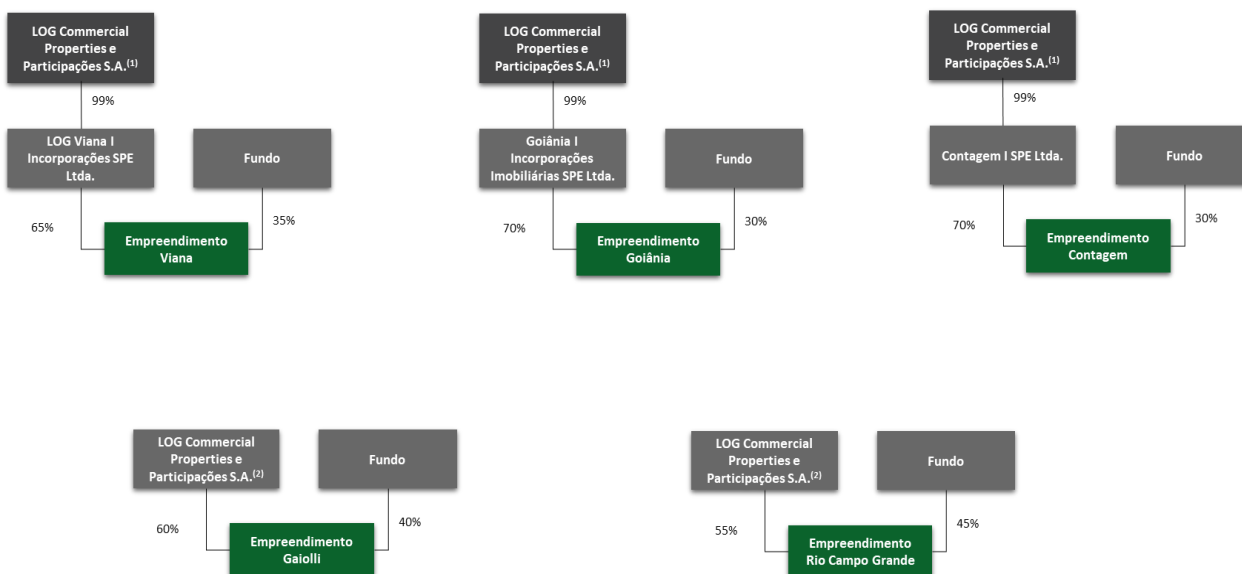 LOG Commercial
Properties e
Participações S.A.(1)
99%
LOG Viana I
Incorporações SPE
Ltda.
Fundo
65%
35%
Empreendimento
Viana
LOG Commercial
Properties e
Participações S.A.(1)
99%
Goiânia I
Incorporações
Imobiliárias SPE Ltda.
Fundo
70%
30%
Empreendimento
Goiânia
LOG Commercial
Properties e
Participações S.A.(1)
99%
Contagem I SPE Ltda.
Fundo
70%
30%
Empreendimento
Contagem
LOG Commercial
Properties e
Participações S.A.(2)
Fundo
60%
40%
Empreendimento
Gaiolli
LOG Commercial
Properties e
Participações S.A.(2)
Fundo
55%
45%
Empreendimento
Rio Campo Grande